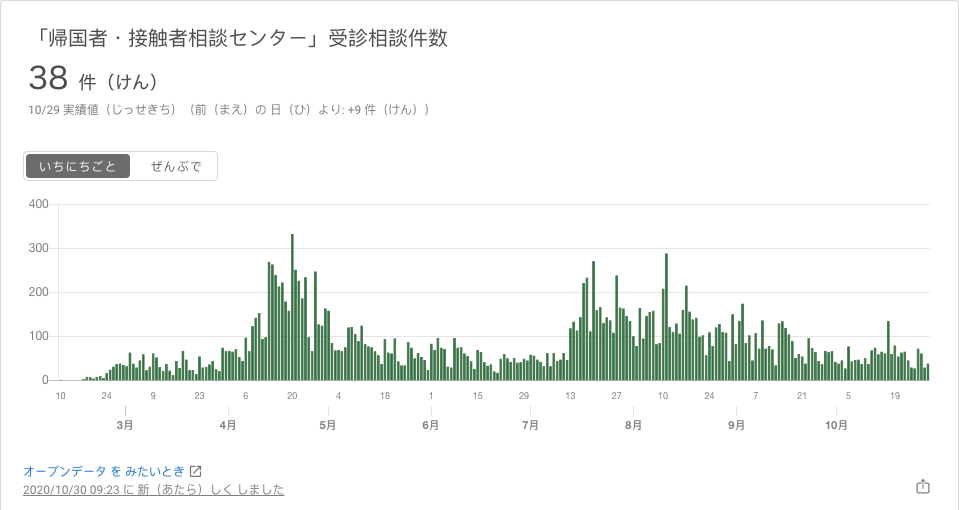 「帰国者・接触者相談センター」受診相談件数
38 件（けん）
10/29 実績値（じっせきち）（前（まえ）の 日（ひ）より: +9 件（けん））
いちにちごと ぜんぶで
400
300
200
100
0
10 24 9 23 6 20 4 18 1 15 29 13 27 10 24 7 21 5 19
3月 4月 5月 6月 7月 8月 9月 10月
オープンデータ を みたいとき
2020/10/30 09:23 に 新（あたら）しく しました